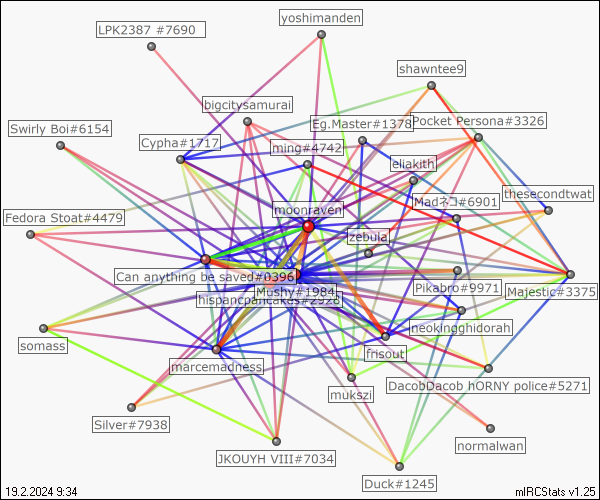 yoshimanden
LPK2387 #7690
shawntee9
bigcitysamurai
Eg.Master#1378
Pocket Persona#3326
Swirly Boi#6154
Cypha#1717
ming#4742
eliakith
thesecondtwat
Madネコ#6901
moonraven
Fedora Stoat#4479
zebula
Can anything be saved#0396
Pikabro#9971
Majestic#3375
Mushy#1984
hispancpancakes#2928
neokingghidorah
somass
frisout
marcemadness
DacobDacob hORNY police#5271
mukszi
Silver#7938
normalwan
JKOUYH VIII#7034
Duck#1245
19.2.2024 9:34
mIRCStats v1.25